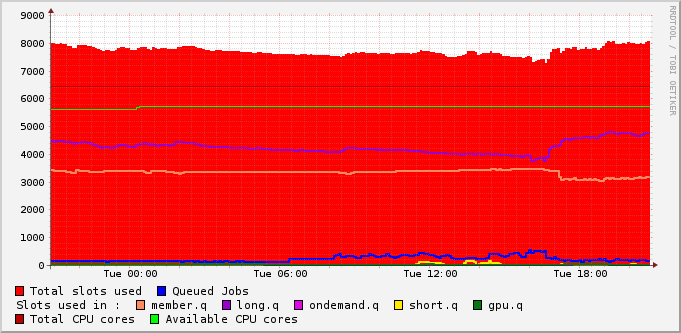 9000
8000
7000
6000
5000
4000
3000
2000
1000
0
Tue 00:00 Tue 06:00 Tue 12:00 Tue 18:00
Total slots used Queued Jobs
Slots used in : member.q long.q ondemand.q short.q gpu.q
Total CPU cores Available CPU cores
RRDTOOL / TOBI OETIKER